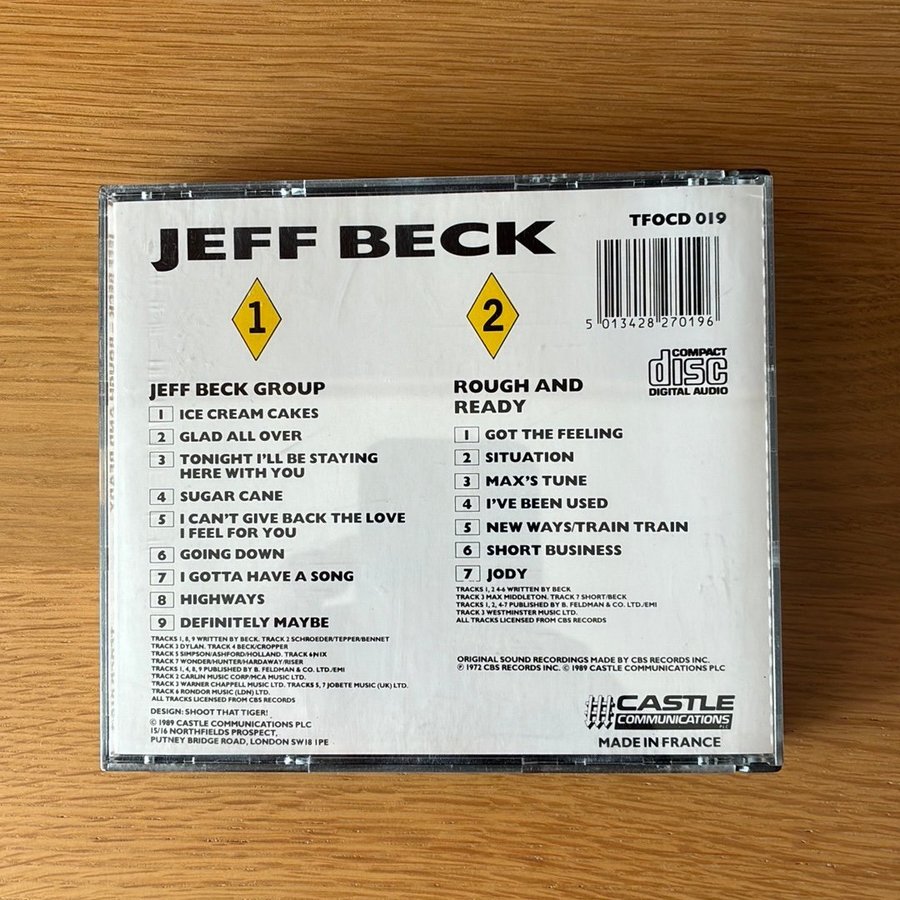 JEFF BECK
TFOCD 019
5 013428 270196
COMPACT
disc
DIGITAL AUDIO
1
JEFF BECK GROUP
1 ICE CREAM CAKES
2 GLAD ALL OVER
3 TONIGHT I'LL BE STAYING
HERE WITH YOU
4 SUGAR CANE
5 I CAN'T GIVE BACK THE LOVE
I FEEL FOR YOU
6 GOING DOWN
7 I GOTTA HAVE A SONG
8 HIGHWAYS
9 DEFINITELY MAYBE
TRACKS 1, 8, 9 WRITTEN BY BECK. TRACK 2 SCHROEDER/TEPPER/BENNET
TRACK 3 DYLAN. TRACK 4 BECK/CROPPER
TRACK 5 SIMPSON/ASHFORD/HOLLAND. TRACK 6 NIX
TRACK 7 WONDER/HUNTER/HARDAWAY/RISER
TRACKS 1, 4, 8, 9 PUBLISHED BY B. FELDMAN & CO. LTD./EMI
TRACK 2 CARLIN MUSIC CORP/MCA MUSIC LTD.
TRACK 3 WARNER CHAPPELL MUSIC LTD. TRACKS 5, 7 JOBETE MUSIC (UK) LTD.
TRACK 6 RONDOR MUSIC (LDN) LTD.
ALL TRACKS LICENSED FROM CBS RECORDS
DESIGN: SHOOT THAT TIGER!
© 1989 CASTLE COMMUNICATIONS PLC
15/16 NORTHFIELDS PROSPECT,
PUTNEY BRIDGE ROAD, LONDON SW18 1PE
2
ROUGH AND
READY
1 GOT THE FEELING
2 SITUATION
3 MAX'S TUNE
4 I'VE BEEN USED
5 NEW WAYS/TRAIN TRAIN
6 SHORT BUSINESS
7 JODY
TRACKS 1, 2 4-6 WRITTEN BY BECK
TRACK 3 MAX MIDDLETON. TRACK 7 SHORT/BECK
TRACKS 1, 2, 4-7 PUBLISHED BY B. FELDMAN & CO. LTD./EMI
TRACK 3 WESTMINSTER MUSIC LTD.
ALL TRACKS LICENSED FROM CBS RECORDS
ORIGINAL SOUND RECORDINGS MADE BY CBS RECORDS INC.
℗ 1972 CBS RECORDS INC. © 1989 CASTLE COMMUNICATIONS PLC
CASTLE
COMMUNICATIONS
PLC
MADE IN FRANCE